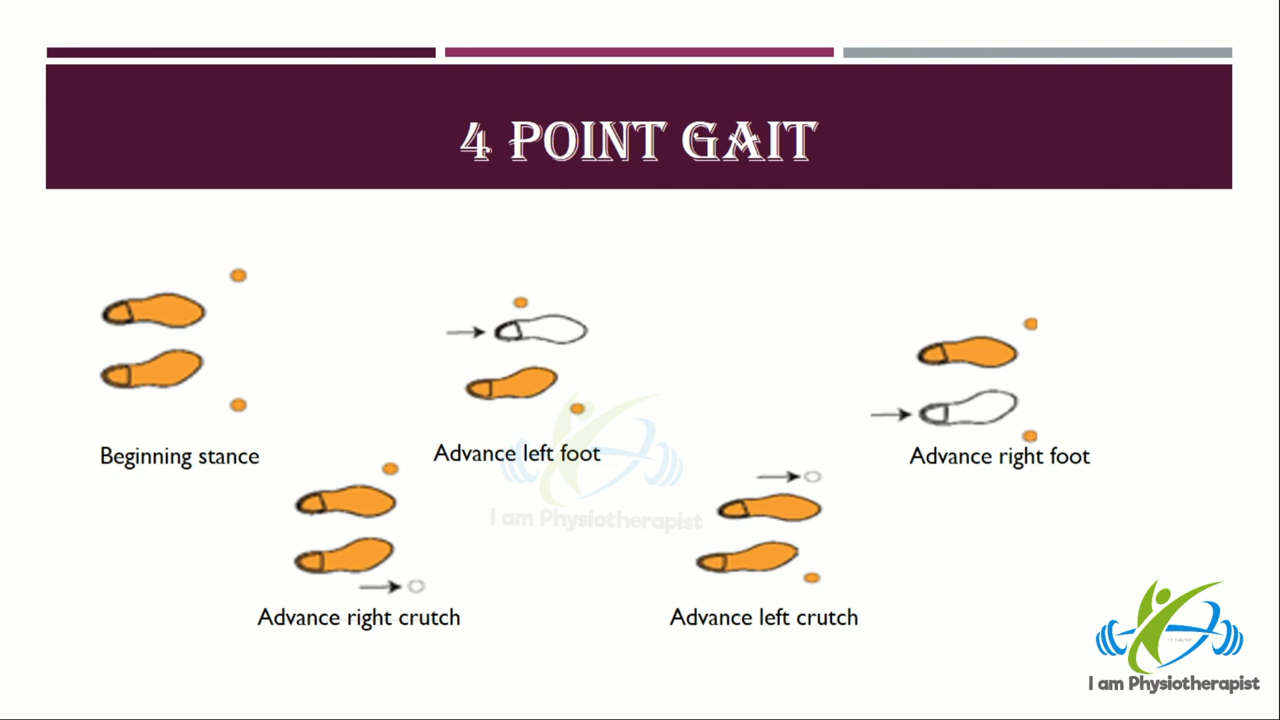 4 POINT GAIT
Beginning stance
Advance left foot
Advance right foot
I am Physiotherapist
Advance right crutch
Advance left crutch
I am Physiotherapist